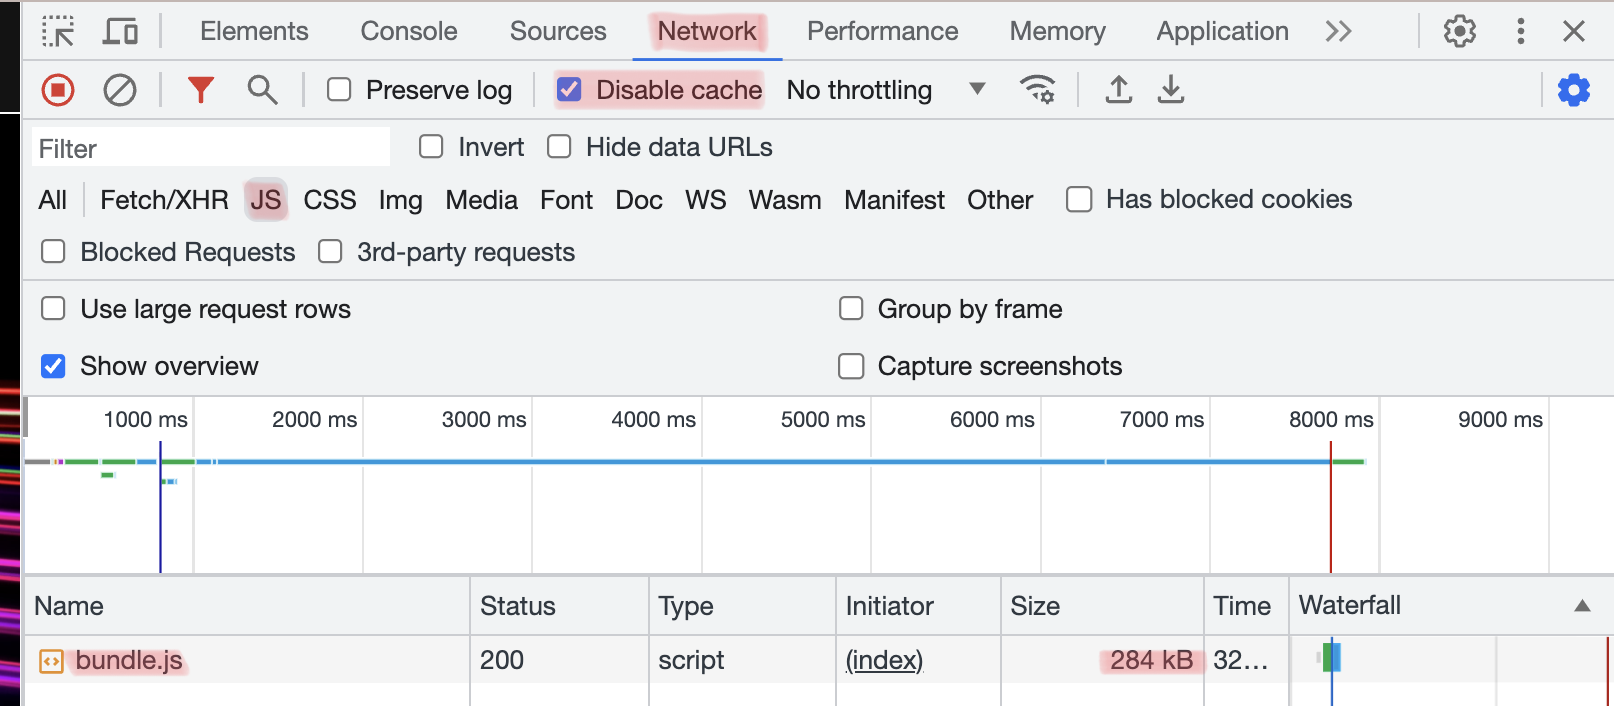 Elements Console Sources Network Performance Memory Application
Preserve log Disable cache No throttling
Filter Invert Hide data URLs
All Fetch/XHR JS CSS Img Media Font Doc WS Wasm Manifest Other Has blocked cookies
Blocked Requests 3rd-party requests
Use large request rows Group by frame
Show overview Capture screenshots
1000 ms 2000 ms 3000 ms 4000 ms 5000 ms 6000 ms 7000 ms 8000 ms 9000 ms
Name Status Type Initiator Size Time Waterfall
bundle.js 200 script (index) 284 kB 32...